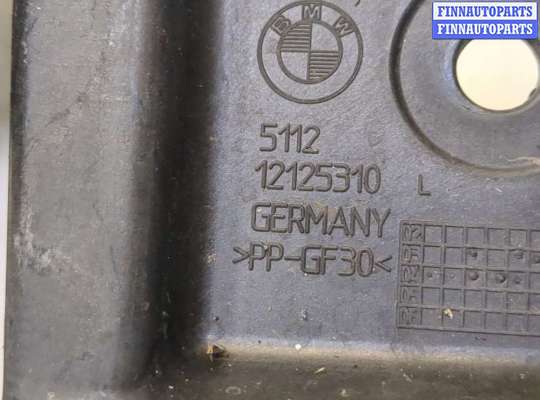 FINNAUTOPARTS
FINNAUTOPARTS
BMW
5112
12125310 L
GERMANY
>PP-GF30<